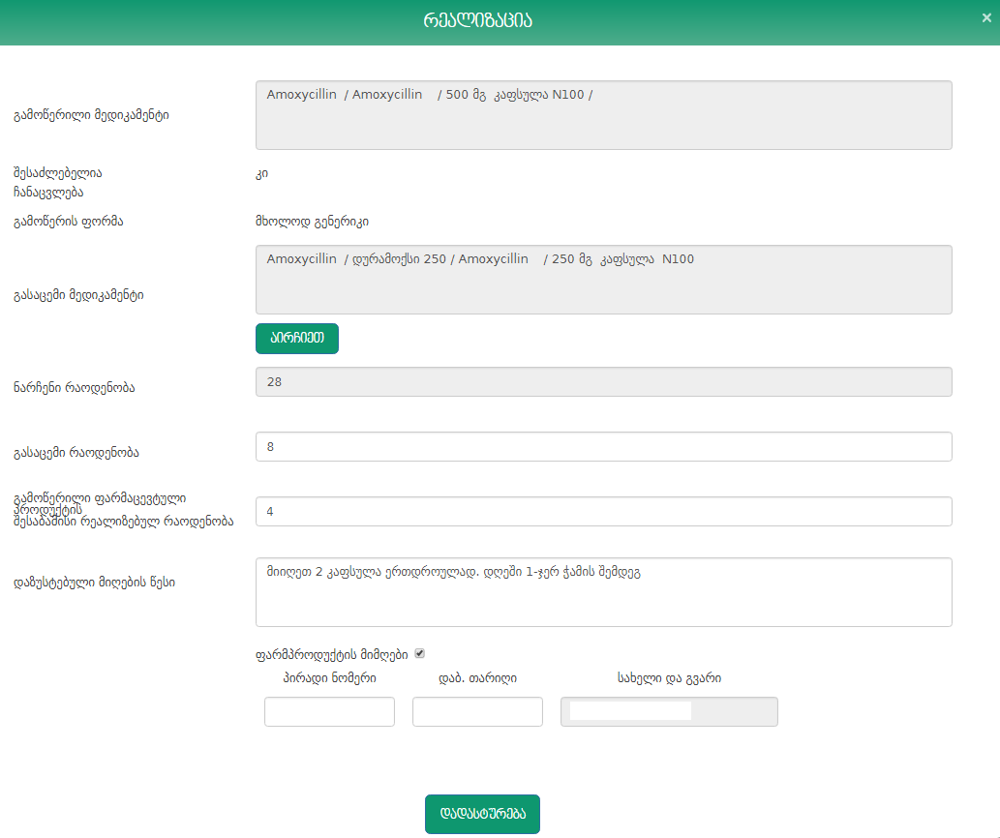 რეალიზაცია ×
გამოწერილი მედიკამენტი
Amoxycillin / Amoxycillin / 500 მგ კაფსულა N100 /
შესაძლებელია
ჩანაცვლება
კი
გამოწერის ფორმა
მხოლოდ გენერიკი
გასაცემი მედიკამენტი
Amoxycillin / დურამოქსი 250 / Amoxycillin / 250 მგ კაფსულა N100
აირჩიეთ
ნარჩენი რაოდენობა
28
გასაცემი რაოდენობა
8
გამოწერილი ფარმაცევტული
პროდუქტის
შესაბამისი რეალიზებულ რაოდენობა
4
დაზუსტებული მიღების წესი
მიიღეთ 2 კაფსულა ერთდროულად. დღეში 1-ჯერ ჭამის შემდეგ
ფარმპროდუქტის მიმღები
პირადი ნომერი დაბ. თარიღი სახელი და გვარი
დადასტურება